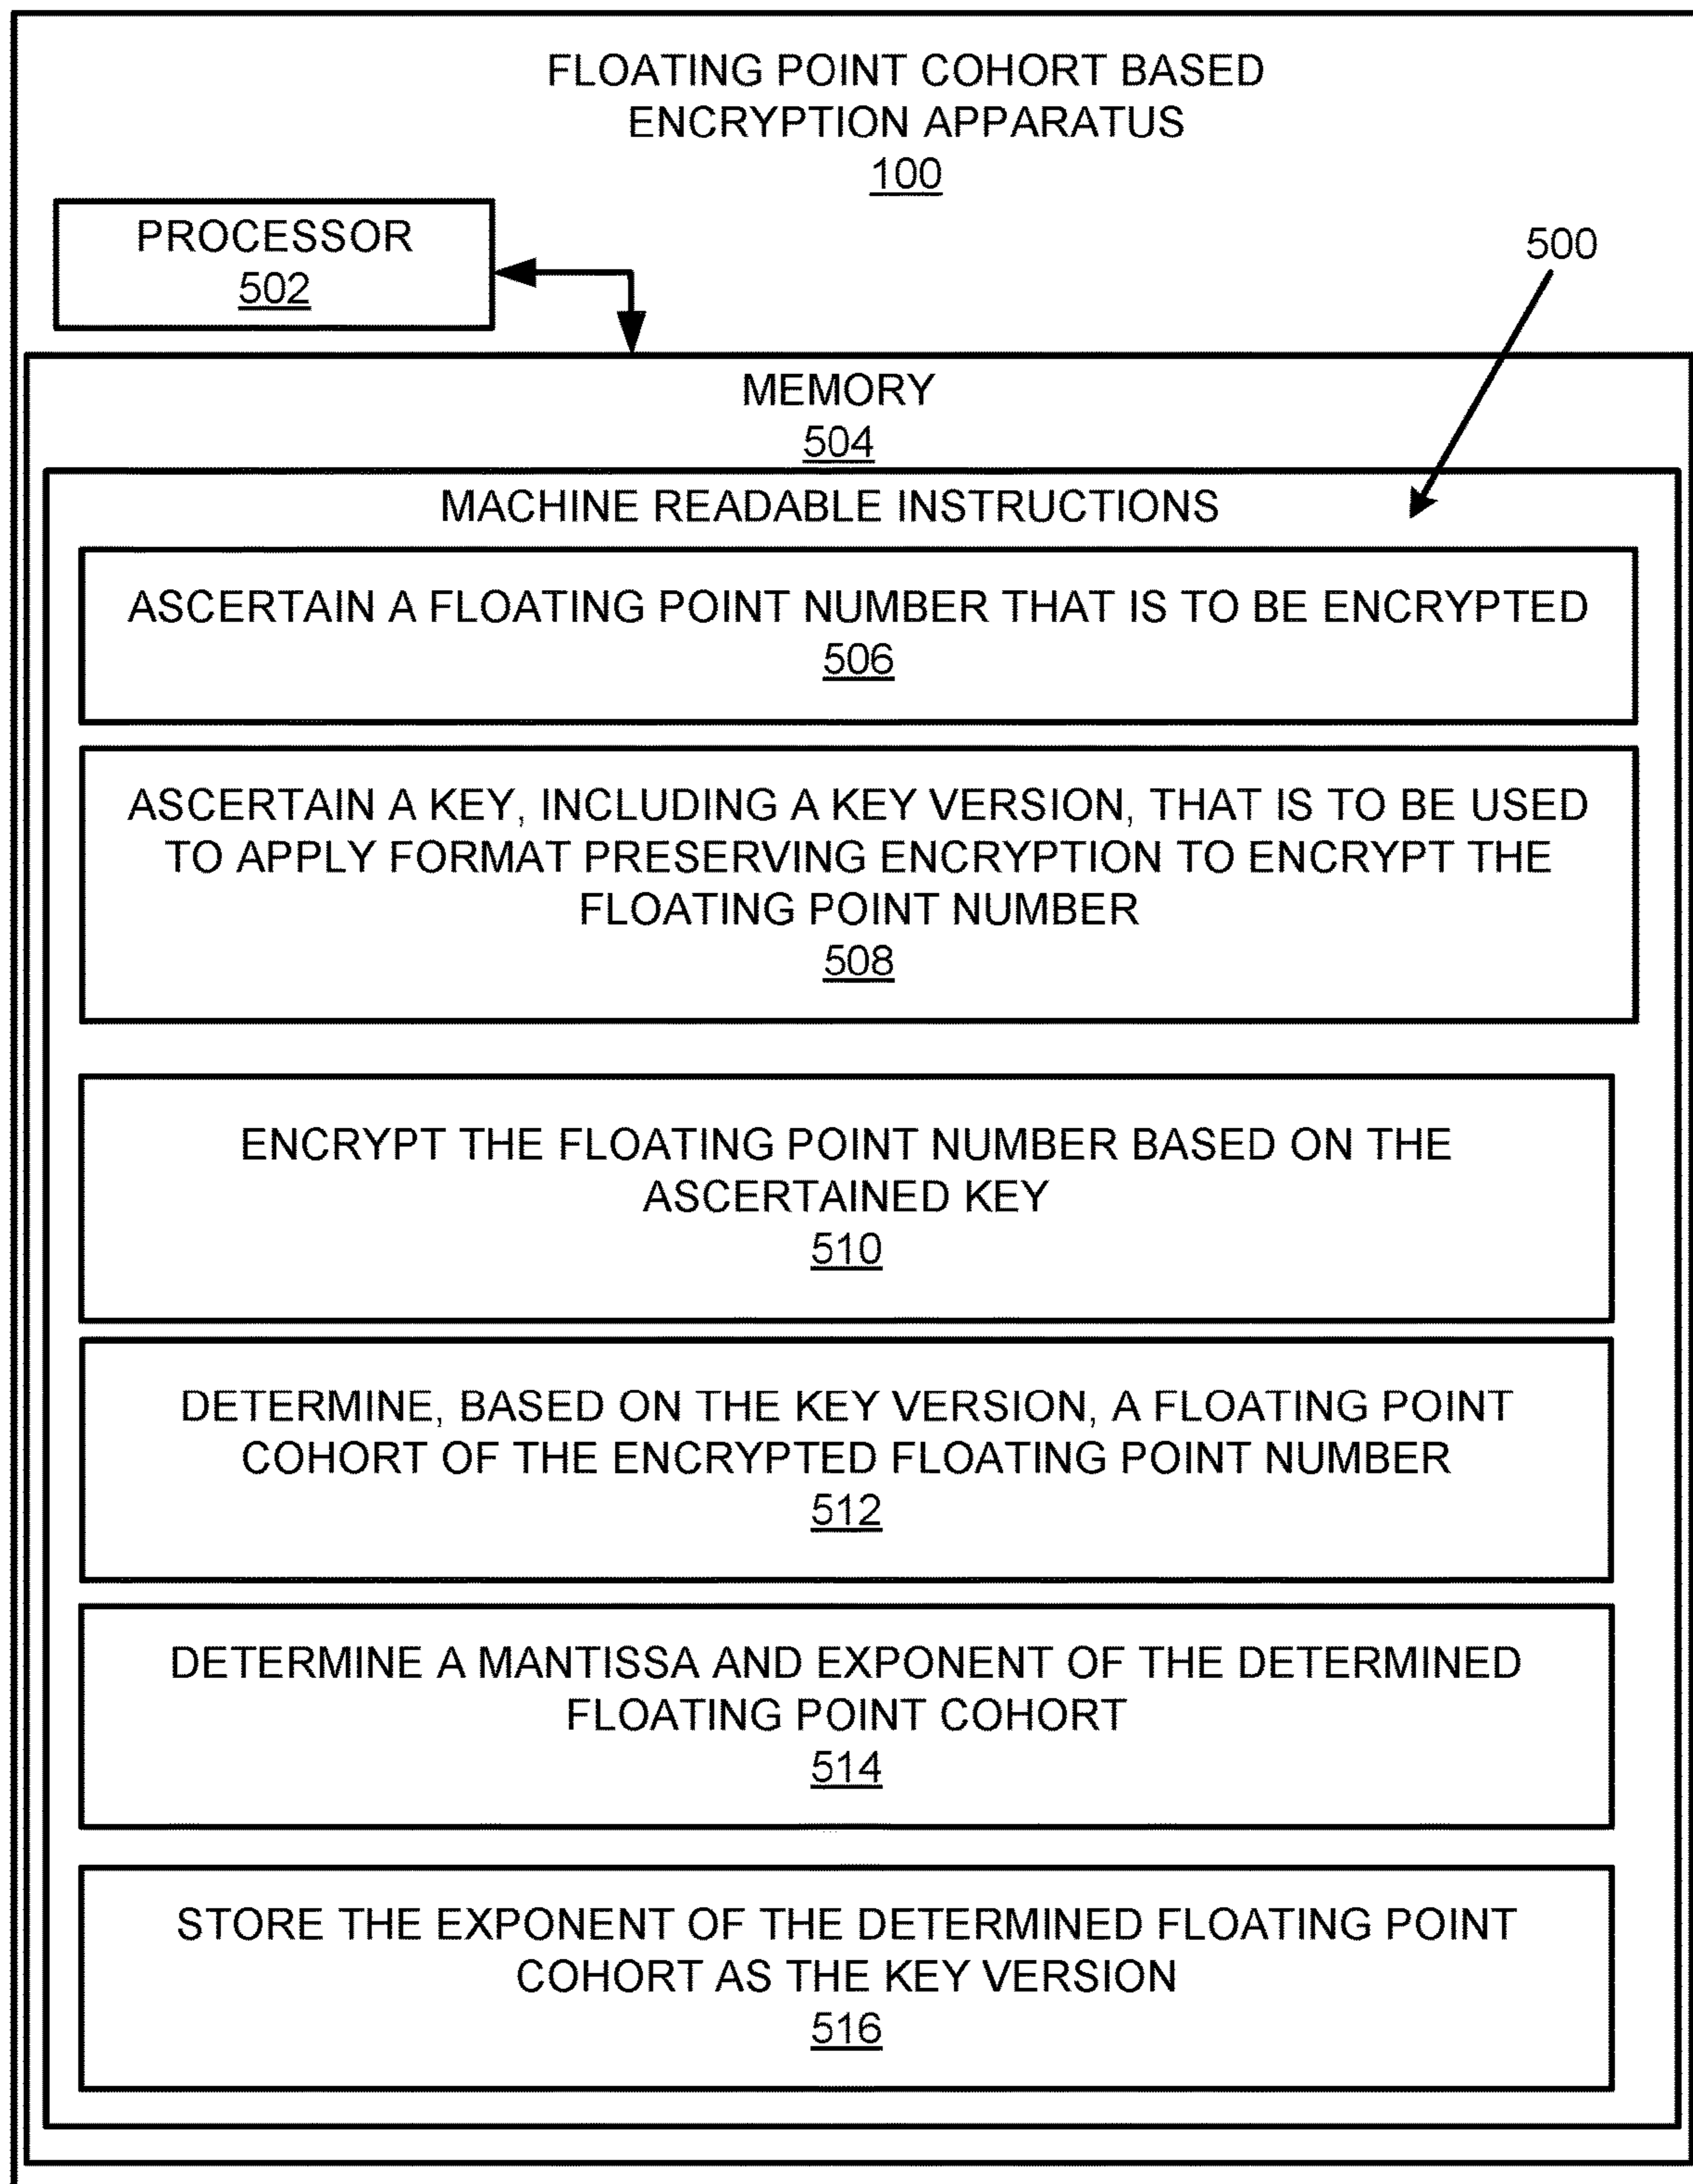 FLOATING POINT COHORT BASED
ENCRYPTION APPARATUS
100
PROCESSOR
502
500
MEMORY
504
MACHINE READABLE INSTRUCTIONS
ASCERTAIN A FLOATING POINT NUMBER THAT IS TO BE ENCRYPTED
506
ASCERTAIN A KEY, INCLUDING A KEY VERSION, THAT IS TO BE USED
TO APPLY FORMAT PRESERVING ENCRYPTION TO ENCRYPT THE
FLOATING POINT NUMBER
508
ENCRYPT THE FLOATING POINT NUMBER BASED ON THE
ASCERTAINED KEY
510
DETERMINE, BASED ON THE KEY VERSION, A FLOATING POINT
COHORT OF THE ENCRYPTED FLOATING POINT NUMBER
512
DETERMINE A MANTISSA AND EXPONENT OF THE DETERMINED
FLOATING POINT COHORT
514
STORE THE EXPONENT OF THE DETERMINED FLOATING POINT
COHORT AS THE KEY VERSION
516